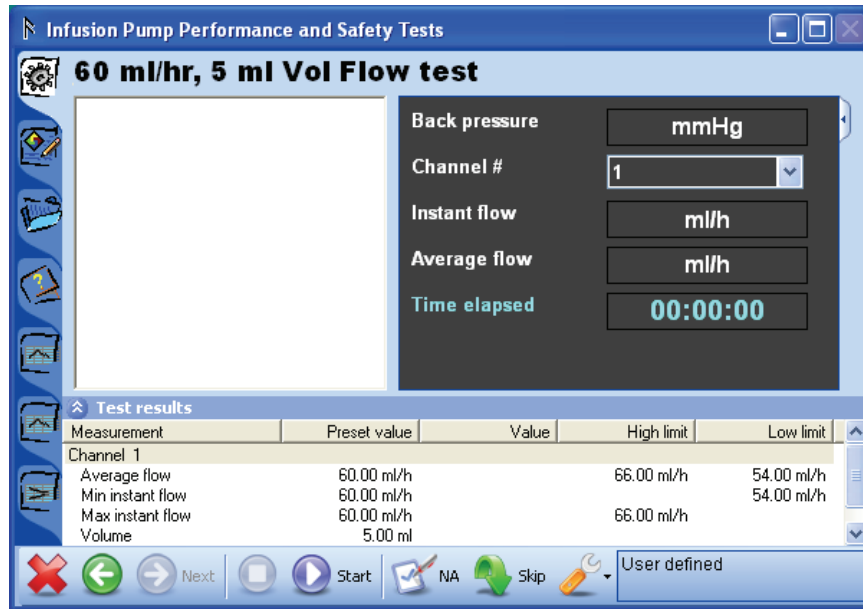 Infusion Pump Performance and Safety Tests
60 ml/hr, 5 ml Vol Flow test
Back pressure mmHg
Channel # 1
Instant flow ml/h
Average flow ml/h
Time elapsed 00:00:00
Test results
Measurement Preset value Value High limit Low limit
Channel 1
Average flow 60.00 ml/h 66.00 ml/h 54.00 ml/h
Min instant flow 60.00 ml/h 54.00 ml/h
Max instant flow 60.00 ml/h 66.00 ml/h
Volume 5.00 ml
Next Start NA Skip User defined